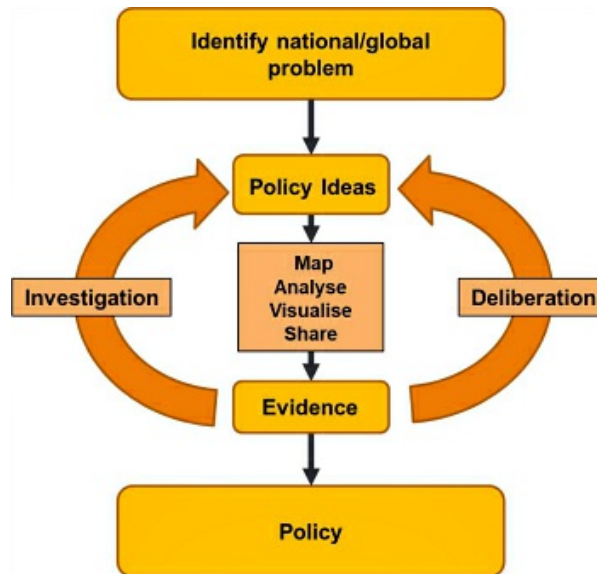 Identify national/global
problem
Policy Ideas
Map
Analyse
Visualise
Share
Investigation
Deliberation
Evidence
Policy